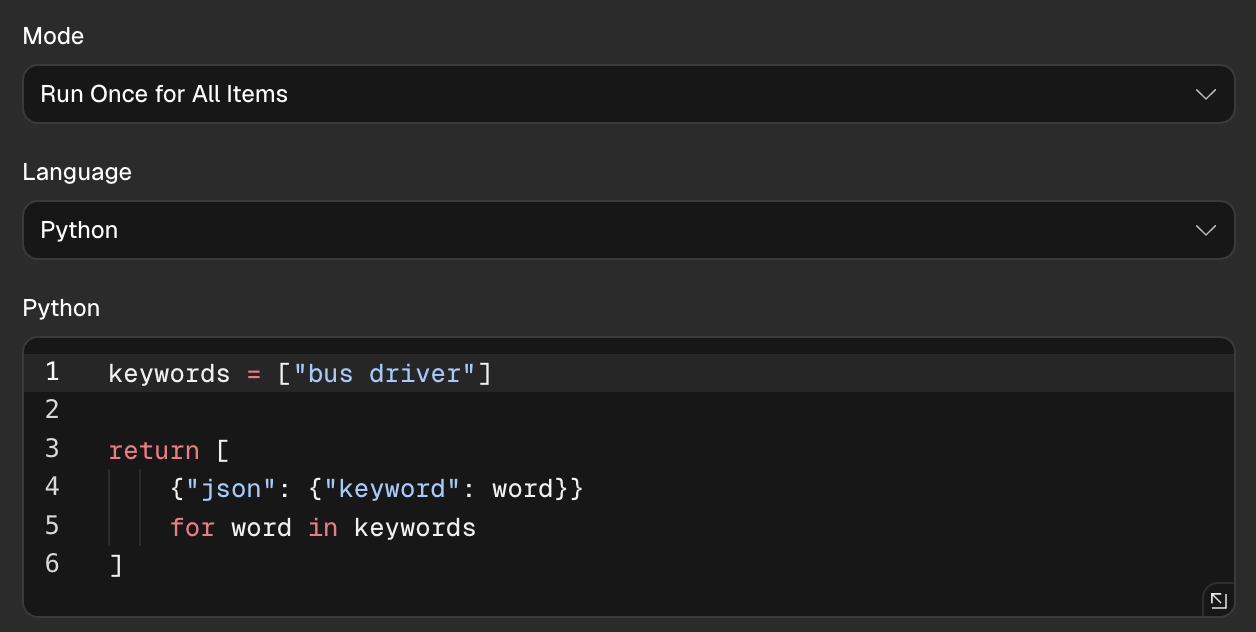 Mode
Run Once for All Items
Language
Python
Python
1 keywords = ["bus driver"]
2
3 return [
4     {"json": {"keyword": word}}
5     for word in keywords
6 ]